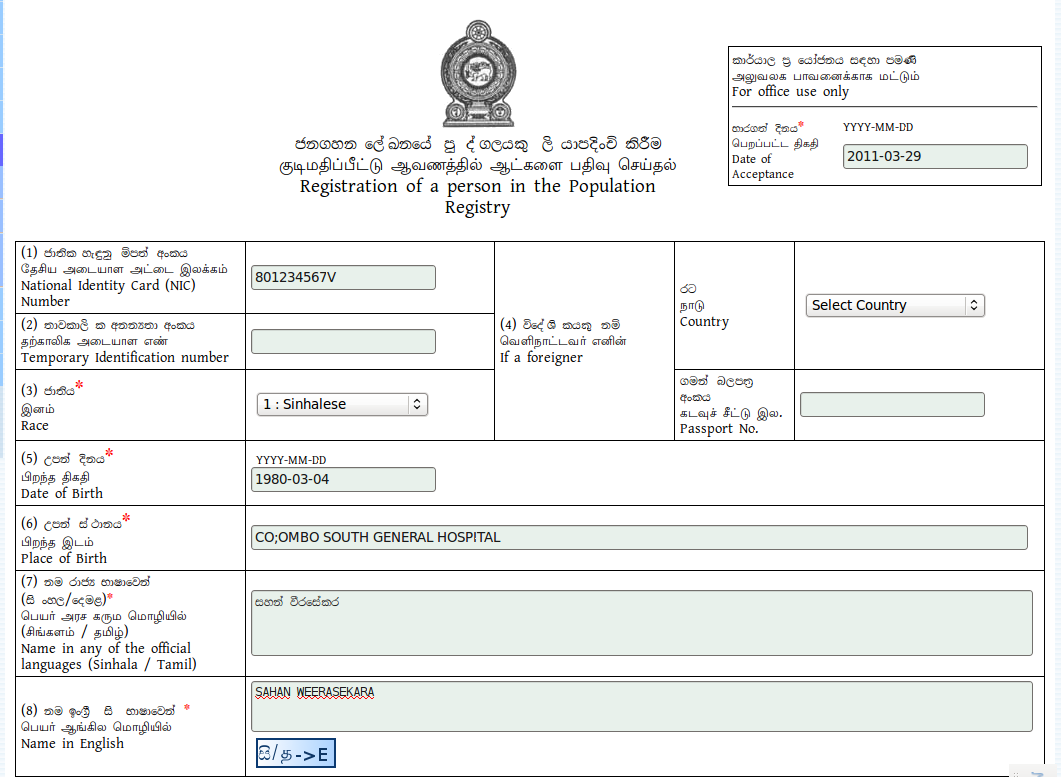 කාර්යාල ප්‍ර යෝජනය සඳහා පමණි
அலுவலக பாவனைக்காக மட்டும்
For office use only
භාරගත් දිනය*
பெறப்பட்ட திகதி
Date of
Acceptance
YYYY-MM-DD
2011-03-29
ජනගහන ලේ ඛනයේ පු ද් ගලයකු ලි යාපදිංචි කිරීම
குடிமதிப்பீட்டு ஆவணத்தில் ஆட்களை பதிவு செய்தல்
Registration of a person in the Population
Registry
(1) ජාතික හැඳුනු ම්පත් අංකය
தேசிய அடையாள அட்டை இலக்கம்
National Identity Card (NIC)
Number
801234567V
(2) තාවකාලි ක අනන්‍යතා අංකය
தற்காலிக அடையாள எண்
Temporary Identification number
(3) ජාතිය*
இனம்
Race
1 : Sinhalese
(4) විදේ ශි කයකු නම්
வெளிநாட்டவர் எனின்
If a foreigner
රට
நாடு
Country
Select Country
ගමන් බලපත්‍ර
අංකය
கடவுச் சீட்டு இல.
Passport No.
(5) උපන් දිනය*
பிறந்த திகதி
Date of Birth
YYYY-MM-DD
1980-03-04
(6) උපන් ස් ථානය*
பிறந்த இடம்
Place of Birth
CO;OMBO SOUTH GENERAL HOSPITAL
(7) නම රාජ්‍ය භාෂාවෙන්
(සි ංහල/දෙමළ)*
பெயர் அரச கரும மொழியில்
(சிங்களம் / தமிழ்)
Name in any of the official
languages (Sinhala / Tamil)
සහන් වීරසේකර
(8) නම ඉංග්‍රී සි භාෂාවෙන් *
பெயர் ஆங்கில மொழியில்
Name in English
SAHAN WEERASEKARA
සි/த->E